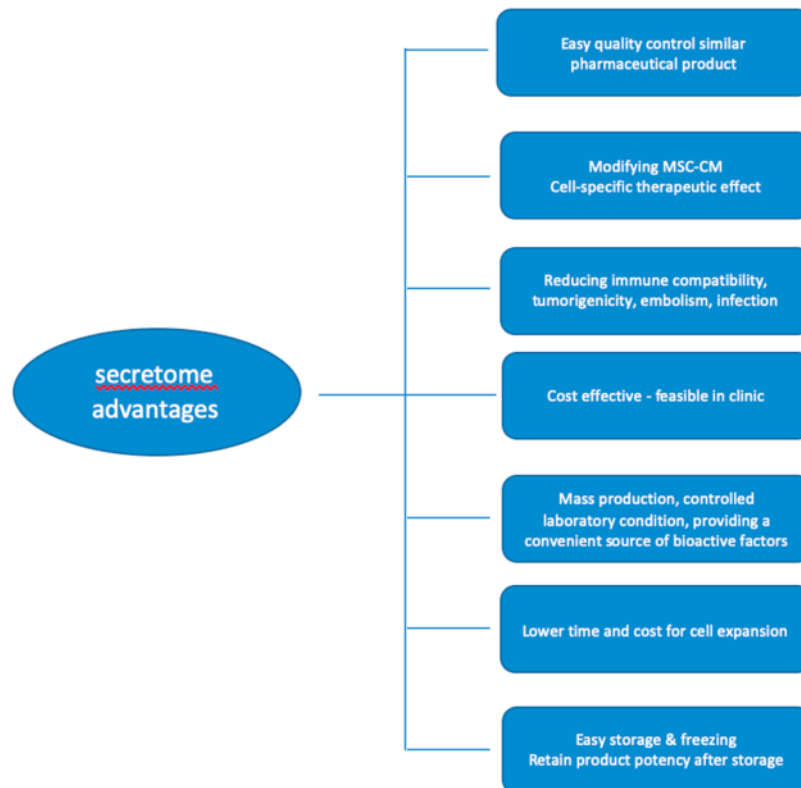 Easy quality control similar
pharmaceutical product
Modifying MSC-CM
Cell-specific therapeutic effect
Reducing immune compatibility,
tumorigenicity, embolism, infection
secretome
advantages
Cost effective - feasible in clinic
Mass production, controlled
laboratory condition, providing a
convenient source of bioactive factors
Lower time and cost for cell expansion
Easy storage & freezing
Retain product potency after storage